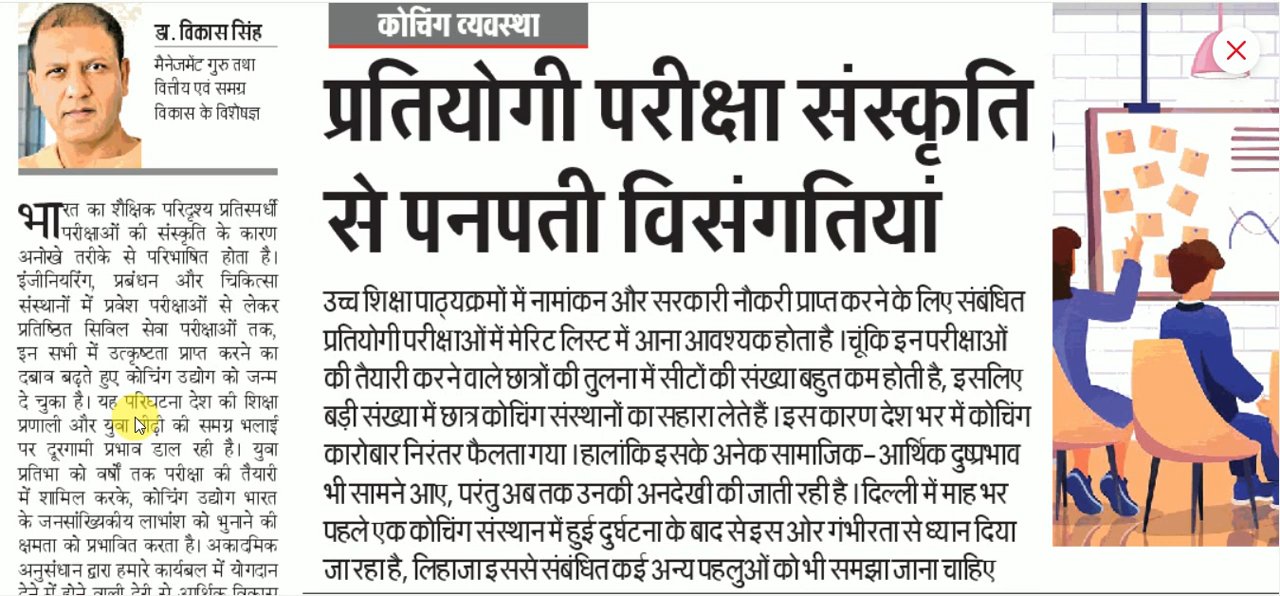 डा. विकास सिंह
मैनेजमेंट गुरु तथा
वित्तीय एवं समग्र
विकास के विशेषज्ञ
भारत का शैक्षिक परिदृश्य प्रतिस्पर्धी
परीक्षाओं की संस्कृति के कारण
अनोखे तरीके से परिभाषित होता है।
इंजीनियरिंग, प्रबंधन और चिकित्सा
संस्थानों में प्रवेश परीक्षाओं से लेकर
प्रतिष्ठित सिविल सेवा परीक्षाओं तक,
इन सभी में उत्कृष्टता प्राप्त करने का
दबाव बढ़ते हुए कोचिंग उद्योग को जन्म
दे चुका है। यह परिघटना देश की शिक्षा
प्रणाली और युवा पीढ़ी की समग्र भलाई
पर दूरगामी प्रभाव डाल रही है। युवा
प्रतिभा को वर्षों तक परीक्षा की तैयारी
में शामिल करके, कोचिंग उद्योग भारत
के जनसांख्यिकीय लाभांश को भुनाने की
क्षमता को प्रभावित करता है। अकादमिक
अनुसंधान द्वारा हमारे कार्यबल में योगदान
देने में होने वाली देरी से आर्थिक विकास
कोचिंग व्यवस्था
प्रतियोगी परीक्षा संस्कृति
से पनपती विसंगतियां
उच्च शिक्षा पाठ्यक्रमों में नामांकन और सरकारी नौकरी प्राप्त करने के लिए संबंधित
प्रतियोगी परीक्षाओं में मेरिट लिस्ट में आना आवश्यक होता है। चूंकि इन परीक्षाओं
की तैयारी करने वाले छात्रों की तुलना में सीटों की संख्या बहुत कम होती है, इसलिए
बड़ी संख्या में छात्र कोचिंग संस्थानों का सहारा लेते हैं। इस कारण देश भर में कोचिंग
कारोबार निरंतर फैलता गया। हालांकि इसके अनेक सामाजिक-आर्थिक दुष्प्रभाव
भी सामने आए, परंतु अब तक उनकी अनदेखी की जाती रही है। दिल्ली में माह भर
पहले एक कोचिंग संस्थान में हुई दुर्घटना के बाद से इस ओर गंभीरता से ध्यान दिया
जा रहा है, लिहाजा इससे संबंधित कई अन्य पहलुओं को भी समझा जाना चाहिए